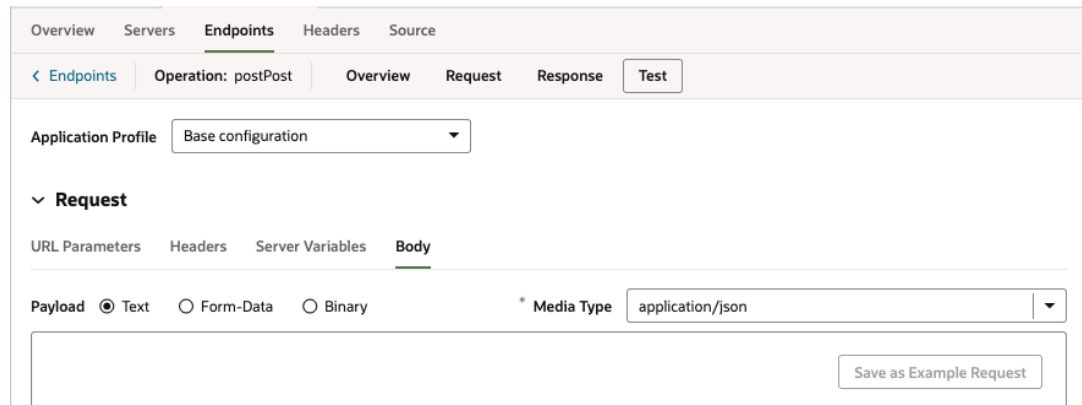 Overview Servers Endpoints Headers Source
Endpoints Operation: postPost Overview Request Response Test
Application Profile Base configuration
Request
URL Parameters Headers Server Variables Body
Payload Text Form-Data Binary * Media Type application/json
Save as Example Request